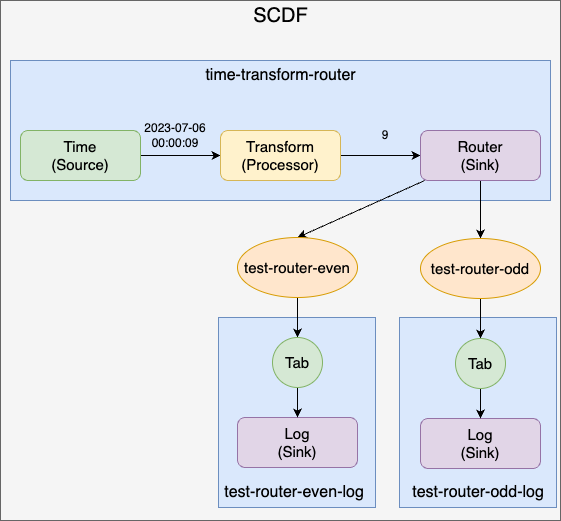 SCDF
time-transform-router
Time
(Source)
2023-07-06
00:00:09
Transform
(Processor)
9
Router
(Sink)
test-router-even
test-router-odd
Tab
Tab
Log
(Sink)
Log
(Sink)
test-router-even-log
test-router-odd-log